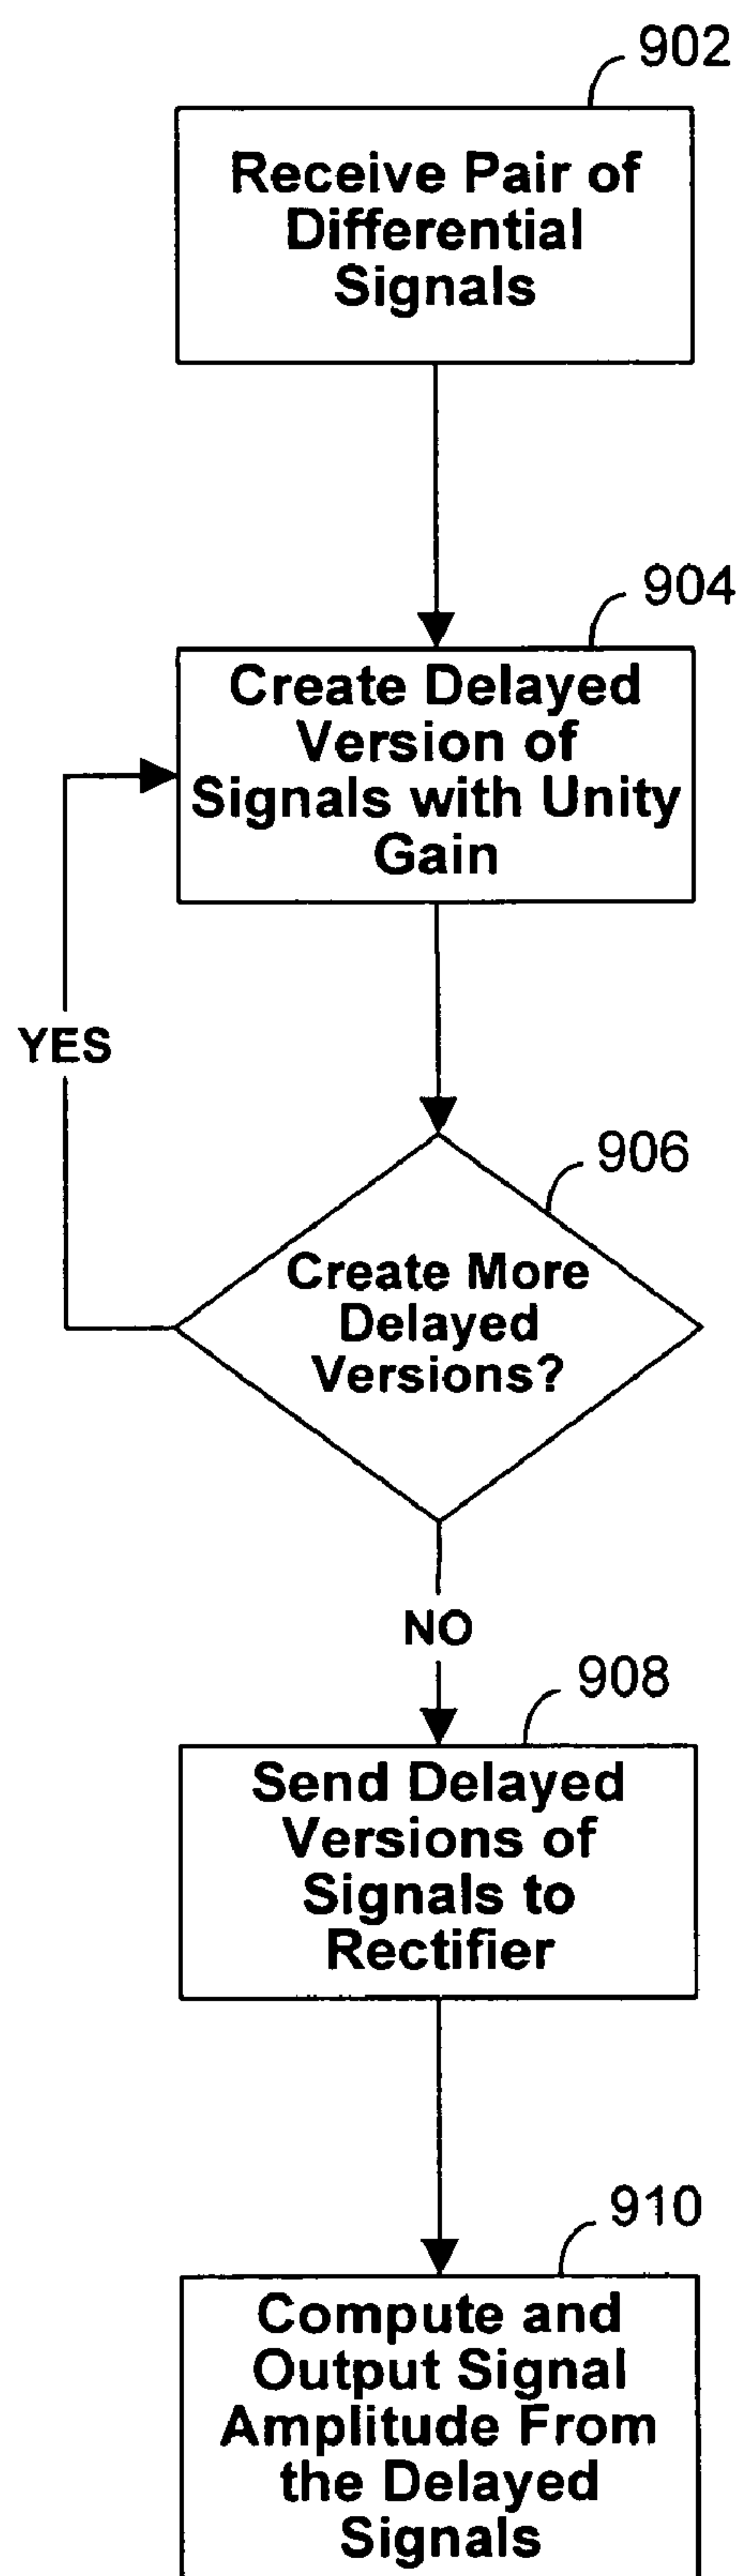 902
Receive Pair of
Differential
Signals
904
Create Delayed
Version of
Signals with Unity
Gain
YES
906
Create More
Delayed
Versions?
NO
908
Send Delayed
Versions of
Signals to
Rectifier
910
Compute and
Output Signal
Amplitude From
the Delayed
Signals